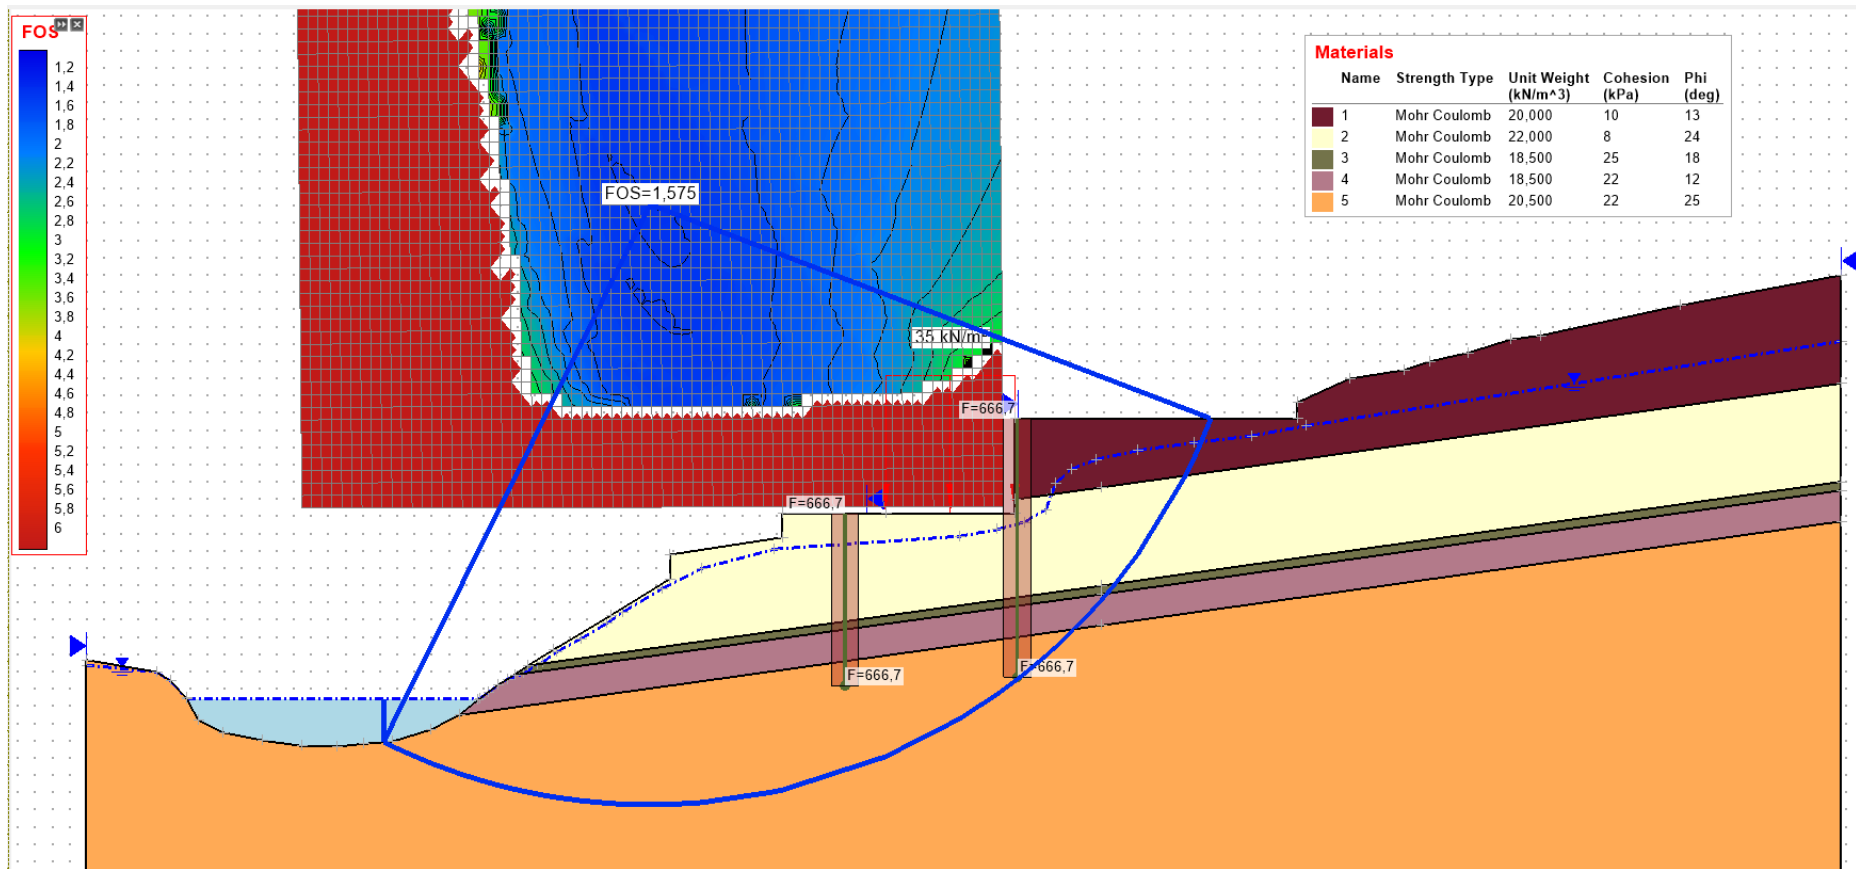 FOS
1,2
1,4
1,6
1,8
2
2,2
2,4
2,6
2,8
3
3,2
3,4
3,6
3,8
4
4,2
4,4
4,6
4,8
5
5,2
5,4
5,6
5,8
6
FOS=1,575
35 kN/m
F=666,7
F=666,7
F=666,7
F=666,7
Materials
Name Strength Type Unit Weight (kN/m^3) Cohesion (kPa) Phi (deg)
1 Mohr Coulomb 20,000 10 13
2 Mohr Coulomb 22,000 8 24
3 Mohr Coulomb 18,500 25 18
4 Mohr Coulomb 18,500 22 12
5 Mohr Coulomb 20,500 22 25